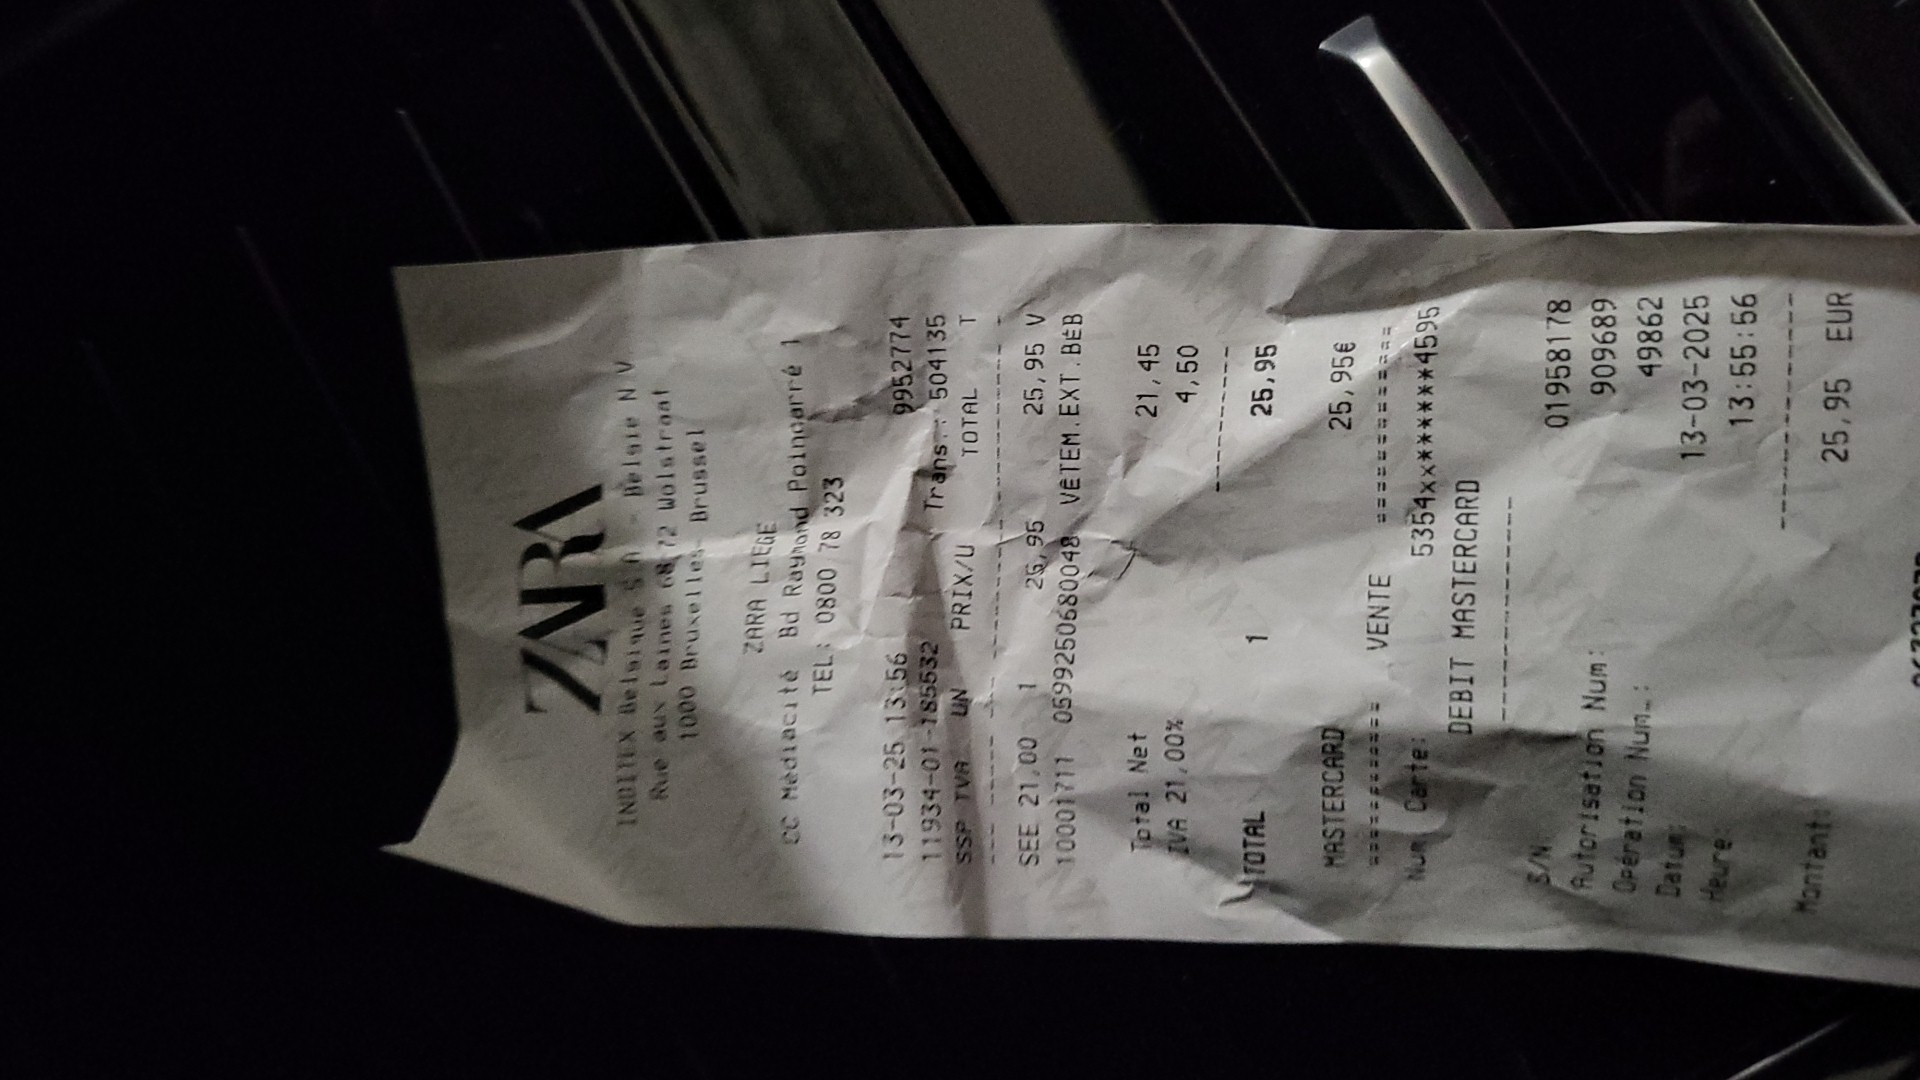 ZARA
INDITEX Belgique S A - Belgie N V
Rue aux Laines 68/72 Wolstraat
1000 Bruxelles- Brussel
ZARA LIEGE
CC Médiacité Bd Raymond Poincarré 1
TEL: 0800 78 323
13-03-25 13:56 9952774
11934-01-185532 Trans.: 504135
SSP TVA UN PRIX/U TOTAL T
SEE 21,00 1 25,95 25,95 V
10001711 05992506800048 VÊTEM.EXT.BÉB
Total Net 21,45
IVA 21,00% 4,50
TOTAL 1 25,95
MASTERCARD 25,95€
=========== VENTE ===========
Num Carte: 5354xx******4595
DEBIT MASTERCARD
S/N: 01958178
Autorisation Num: 909689
Opération Num.: 49862
Datum: 13-03-2025
Heure: 13:55:56
Montant: 25,95 EUR